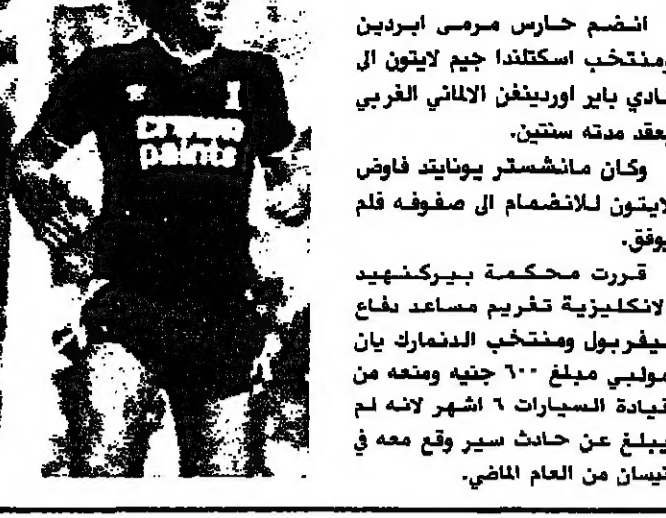 انضم حارس مرمى ابردين
ومنتخب اسكتلندا جيم لايتون الى
نادي باير اوردينغن الالماني الغربي
بعقد مدته سنتين.
وكان مانشستر يونايتد فاوض
لايتون للانضمام الى صفوفه فلم
يوفق.
قررت محكمة بيركنهيد
الانكليزية تغريم مساعد دفاع
ليفربول ومنتخب الدنمارك يان
مولبي مبلغ ٦٠٠ جنيه ومنعه من
قيادة السيارات ٦ اشهر لانه لم
يبلغ عن حادث سير وقع معه في
نيسان من العام الماضي.
crown
paints